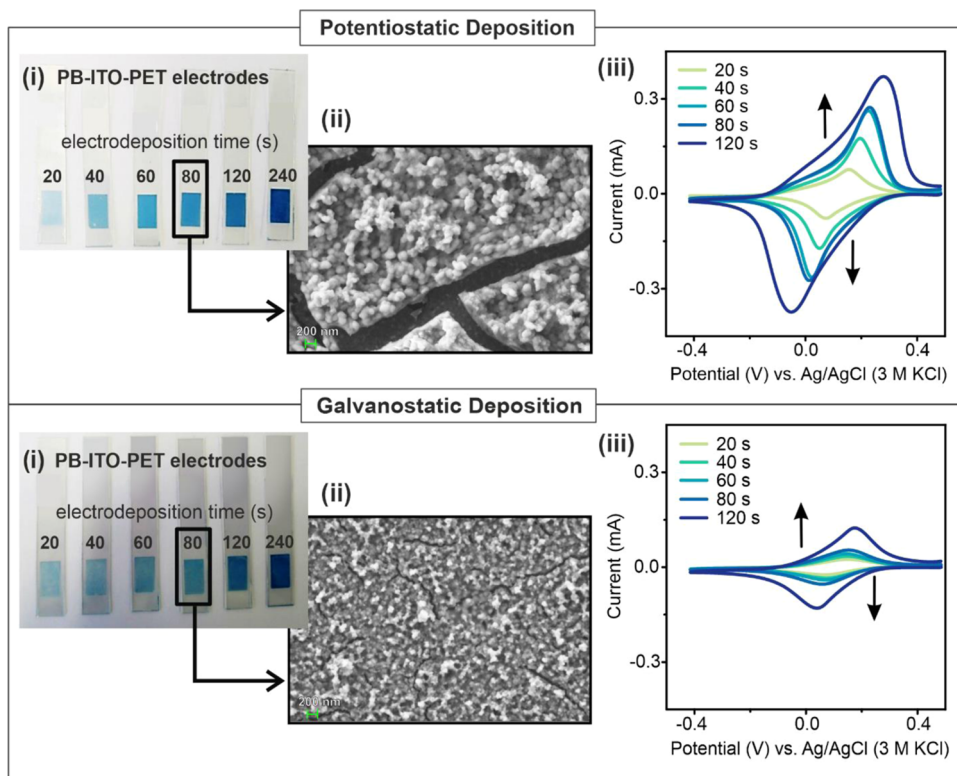 Potentiostatic Deposition
(i) PB-ITO-PET electrodes
electrodeposition time (s)
20 40 60 80 120 240
(ii)
200 nm
(iii)
20 s
40 s
60 s
80 s
120 s
0.3
0.0
-0.3
Current (mA)
-0.4 0.0 0.4
Potential (V) vs. Ag/AgCl (3 M KCl)
Galvanostatic Deposition
(i) PB-ITO-PET electrodes
electrodeposition time (s)
20 40 60 80 120 240
(ii)
200 nm
(iii)
20 s
40 s
60 s
80 s
120 s
0.3
0.0
-0.3
Current (mA)
-0.4 0.0 0.4
Potential (V) vs. Ag/AgCl (3 M KCl)